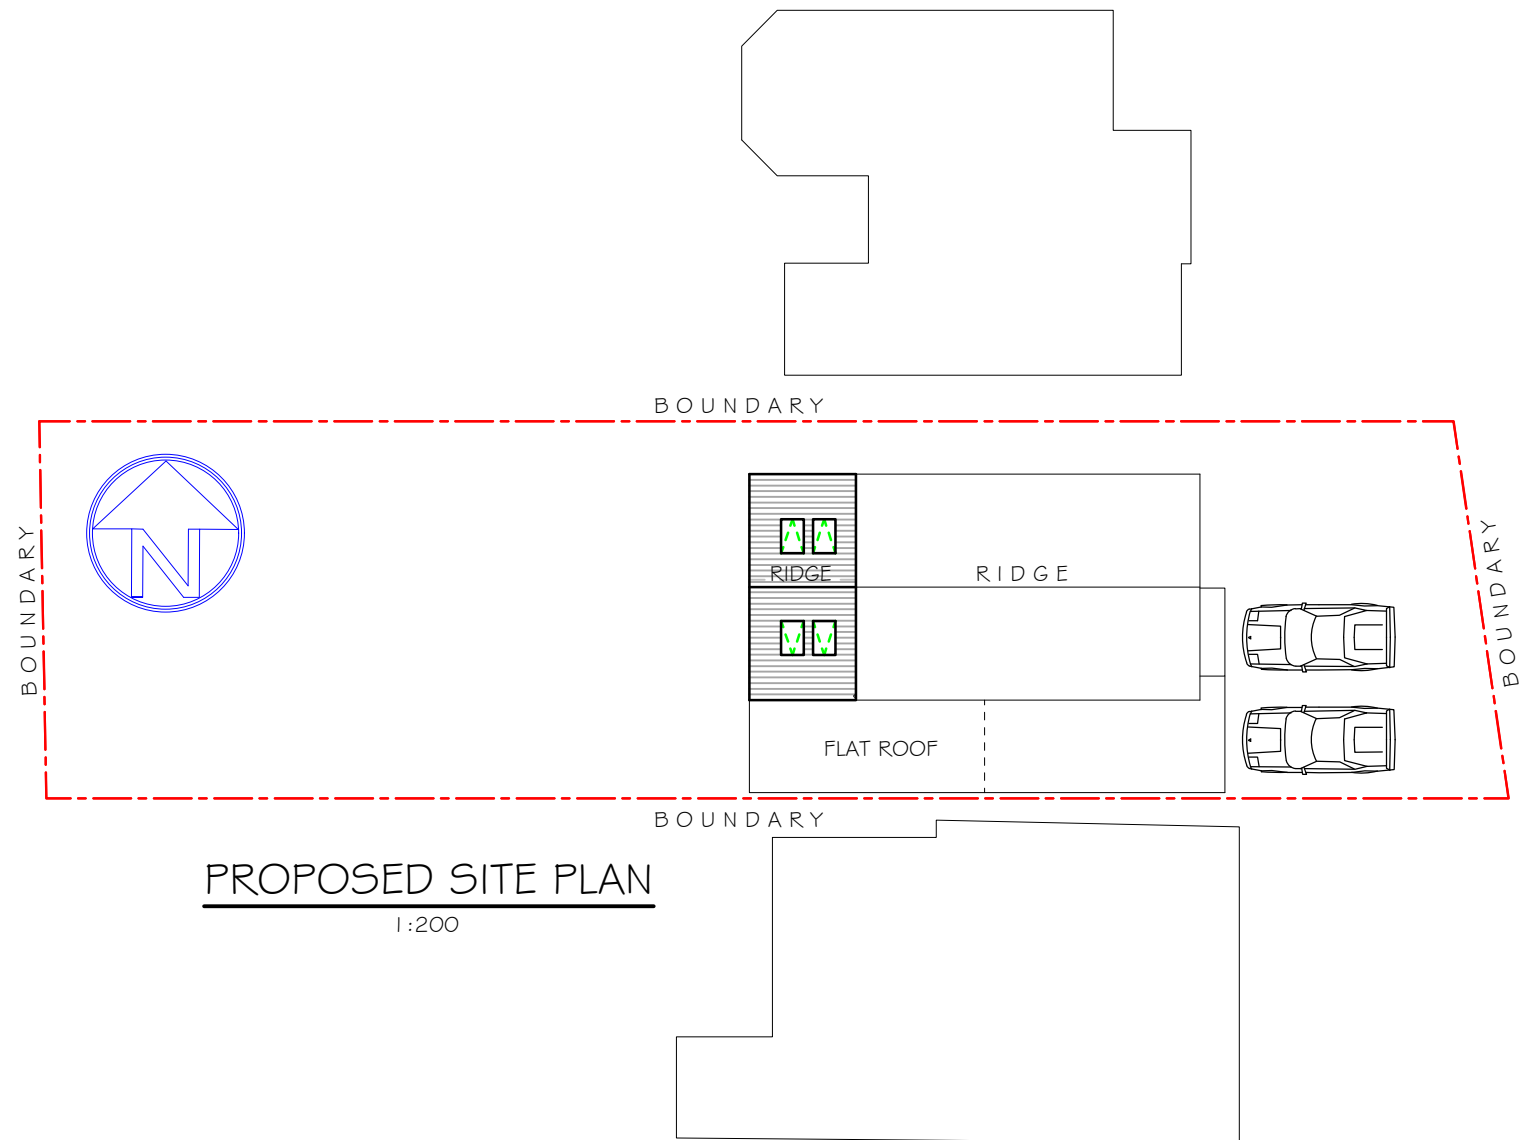 BOUNDARY
N
BOUNDARY
BOUNDARY
RIDGE
RIDGE
FLAT ROOF
BOUNDARY
PROPOSED SITE PLAN
1:200